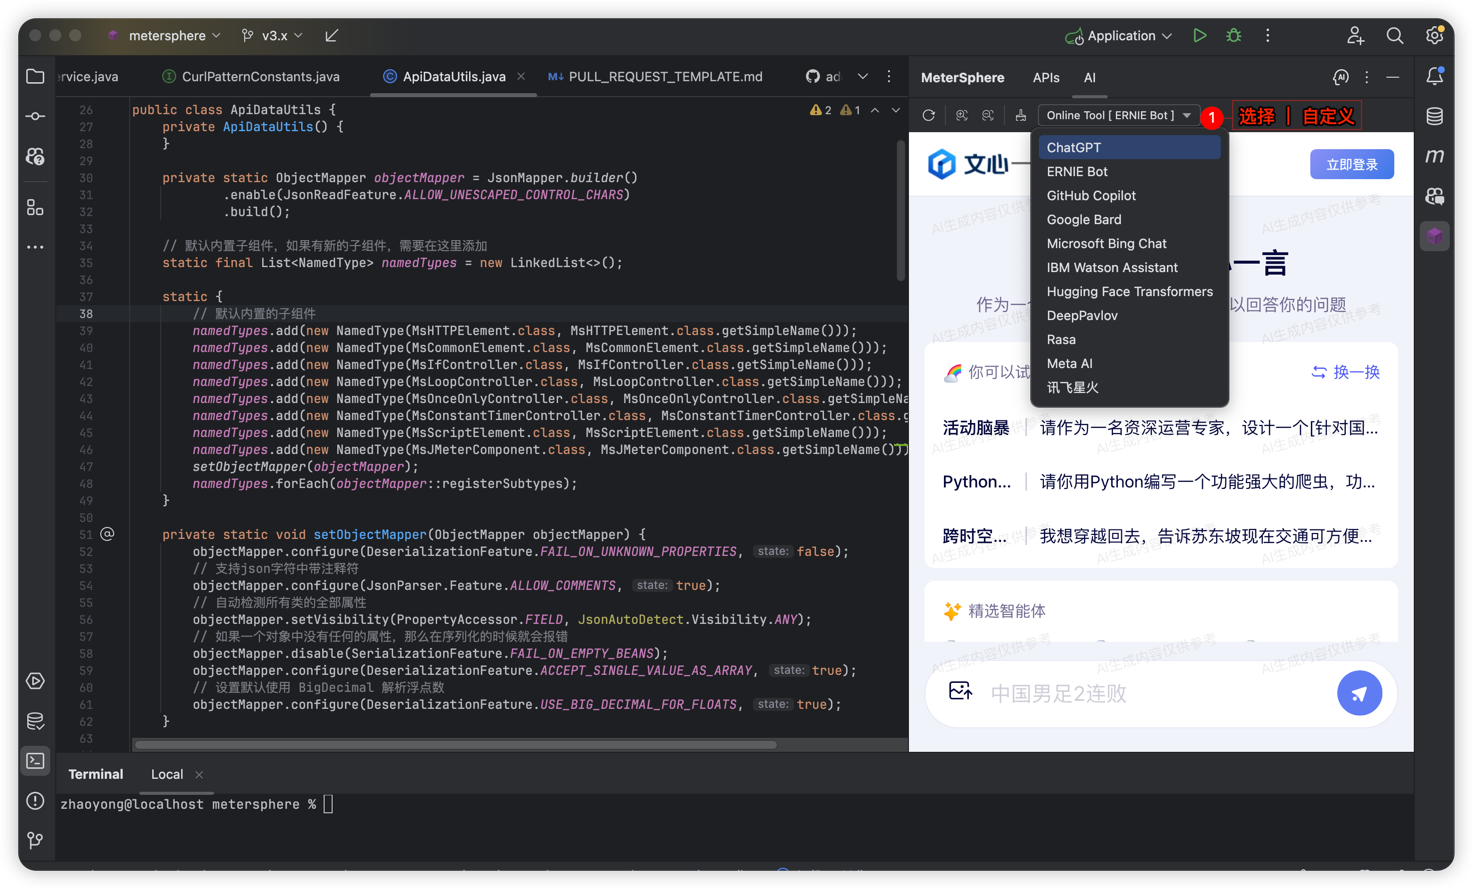 metersphere
v3.x
Application
ervice.java
CurlPatternConstants.java
ApiDataUtils.java
M↓ PULL_REQUEST_TEMPLATE.md
ad
MeterSphere
APIs
AI
2
1
Online Tool [ ERNIE Bot ]
1
选择 | 自定义
26 public class ApiDataUtils {
27 private ApiDataUtils() {
28 }
29
30 private static ObjectMapper objectMapper = JsonMapper.builder()
31 .enable(JsonReadFeature.ALLOW_UNESCAPED_CONTROL_CHARS)
32 .build();
33
34 // 默认内置子组件，如果有新的子组件，需要在这里添加
35 static final List<NamedType> namedTypes = new LinkedList<>();
36
37 static {
38 // 默认内置的子组件
39 namedTypes.add(new NamedType(MsHTTPElement.class, MsHTTPElement.class.getSimpleName()));
40 namedTypes.add(new NamedType(MsCommonElement.class, MsCommonElement.class.getSimpleName()));
41 namedTypes.add(new NamedType(MsIfController.class, MsIfController.class.getSimpleName()));
42 namedTypes.add(new NamedType(MsLoopController.class, MsLoopController.class.getSimpleName()));
43 namedTypes.add(new NamedType(MsOnceOnlyController.class, MsOnceOnlyController.class.getSimpleNam
44 namedTypes.add(new NamedType(MsConstantTimerController.class, MsConstantTimerController.class.g
45 namedTypes.add(new NamedType(MsScriptElement.class, MsScriptElement.class.getSimpleName()));
46 namedTypes.add(new NamedType(MsJMeterComponent.class, MsJMeterComponent.class.getSimpleName()))
47 setObjectMapper(objectMapper);
48 namedTypes.forEach(objectMapper::registerSubtypes);
49 }
50
51 private static void setObjectMapper(ObjectMapper objectMapper) {
52 objectMapper.configure(DeserializationFeature.FAIL_ON_UNKNOWN_PROPERTIES, state: false);
53 // 支持json字符中带注释符
54 objectMapper.configure(JsonParser.Feature.ALLOW_COMMENTS, state: true);
55 // 自动检测所有类的全部属性
56 objectMapper.setVisibility(PropertyAccessor.FIELD, JsonAutoDetect.Visibility.ANY);
57 // 如果一个对象中没有任何的属性，那么在序列化的时候就会报错
58 objectMapper.disable(SerializationFeature.FAIL_ON_EMPTY_BEANS);
59 objectMapper.configure(DeserializationFeature.ACCEPT_SINGLE_VALUE_AS_ARRAY, state: true);
60 // 设置默认使用 BigDecimal 解析浮点数
61 objectMapper.configure(DeserializationFeature.USE_BIG_DECIMAL_FOR_FLOATS, state: true);
62 }
63
ChatGPT
ERNIE Bot
GitHub Copilot
Google Bard
Microsoft Bing Chat
IBM Watson Assistant
Hugging Face Transformers
DeepPavlov
Rasa
Meta AI
讯飞星火
文心一
立即登录
一言
作为一
以回答你的问题
你可以试
换一换
活动脑暴 | 请作为一名资深运营专家，设计一个[针对国...
Python... | 请你用Python编写一个功能强大的爬虫，功...
跨时空... | 我想穿越回去，告诉苏东坡现在交通可方便...
精选智能体
中国男足2连败
AI生成内容仅供参考
Terminal
Local
zhaoyong@localhost metersphere %